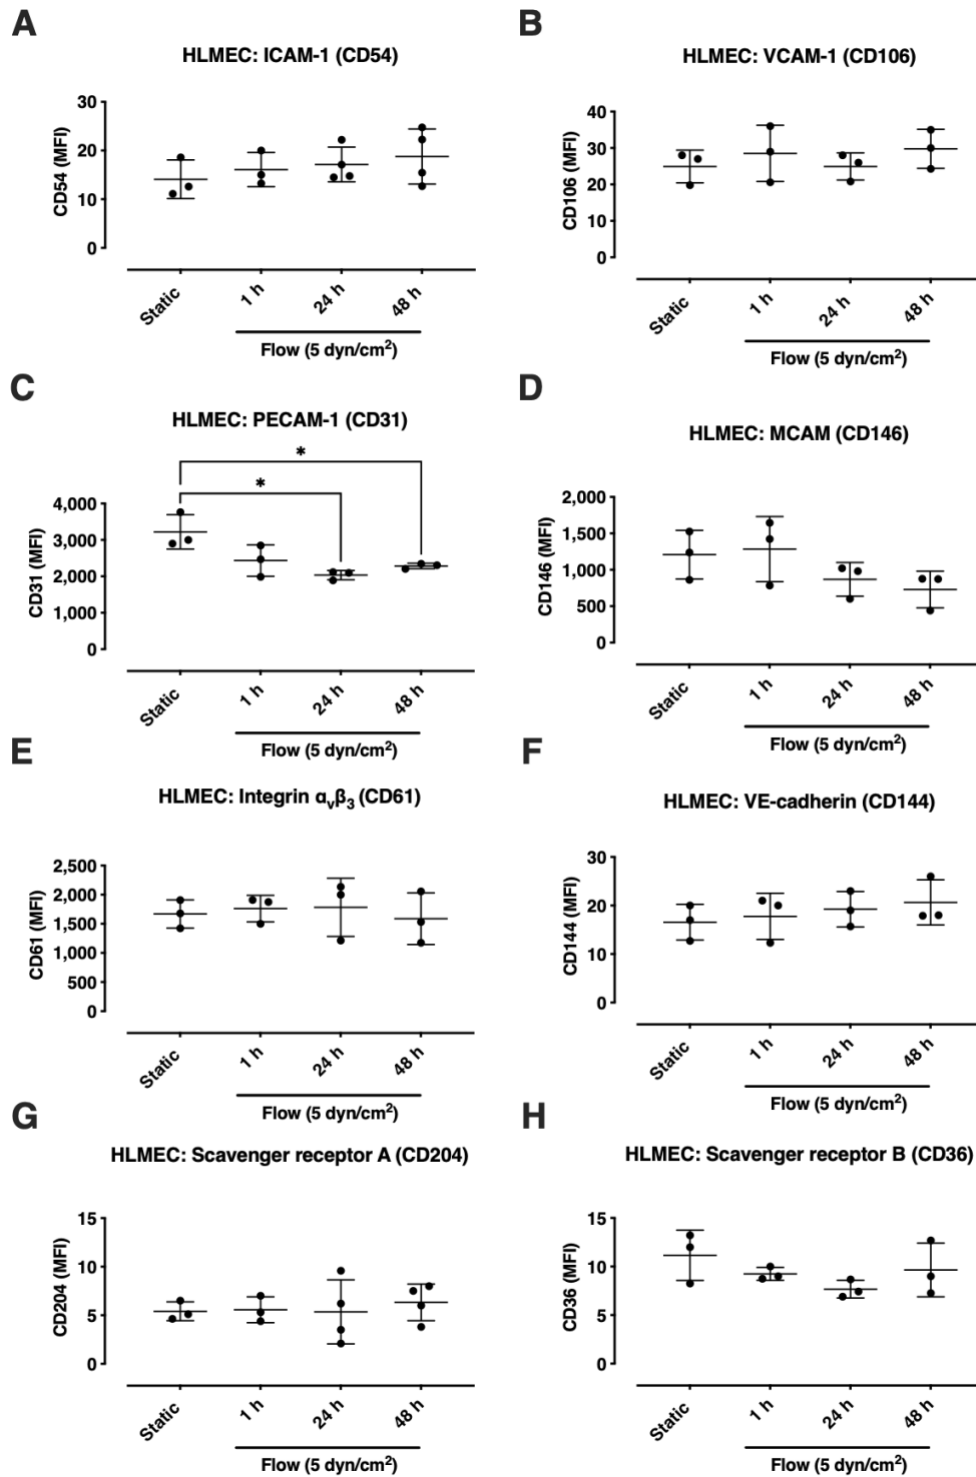 A
HLMEC: ICAM-1 (CD54)
CD54 (MFI)
30
20
10
0
Static
1 h
24 h
48 h
Flow (5 dyn/cm²)
B
HLMEC: VCAM-1 (CD106)
CD106 (MFI)
40
30
20
10
0
Static
1 h
24 h
48 h
Flow (5 dyn/cm²)
C
HLMEC: PECAM-1 (CD31)
*
*
CD31 (MFI)
4,000
3,000
2,000
1,000
0
Static
1 h
24 h
48 h
Flow (5 dyn/cm²)
D
HLMEC: MCAM (CD146)
CD146 (MFI)
2,000
1,500
1,000
500
0
Static
1 h
24 h
48 h
Flow (5 dyn/cm²)
E
HLMEC: Integrin αᵥβ₃ (CD61)
CD61 (MFI)
2,500
2,000
1,500
1,000
500
0
Static
1 h
24 h
48 h
Flow (5 dyn/cm²)
F
HLMEC: VE-cadherin (CD144)
CD144 (MFI)
30
20
10
0
Static
1 h
24 h
48 h
Flow (5 dyn/cm²)
G
HLMEC: Scavenger receptor A (CD204)
CD204 (MFI)
15
10
5
0
Static
1 h
24 h
48 h
Flow (5 dyn/cm²)
H
HLMEC: Scavenger receptor B (CD36)
CD36 (MFI)
15
10
5
0
Static
1 h
24 h
48 h
Flow (5 dyn/cm²)